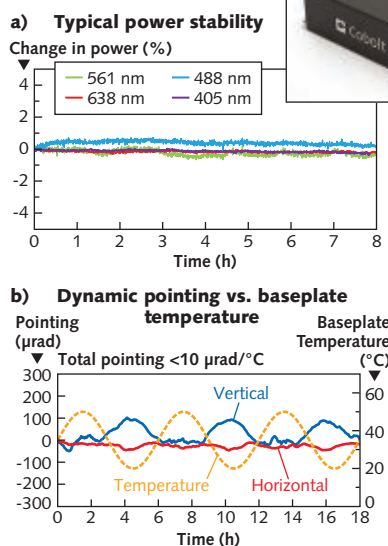 a) Typical power stability
Cobolt
Change in power (%)
561 nm
488 nm
638 nm
405 nm
4
2
0
-2
-4
0 1 2 3 4 5 6 7 8
Time (h)
b) Dynamic pointing vs. baseplate
temperature
Pointing
(µrad)
Baseplate
Temperature
(°C)
Total pointing <10 µrad/°C
300
200
100
0
-100
-200
-300
60
40
20
0
Vertical
Temperature
Horizontal
0 2 4 6 8 10 12 14 16 18
Time (h)